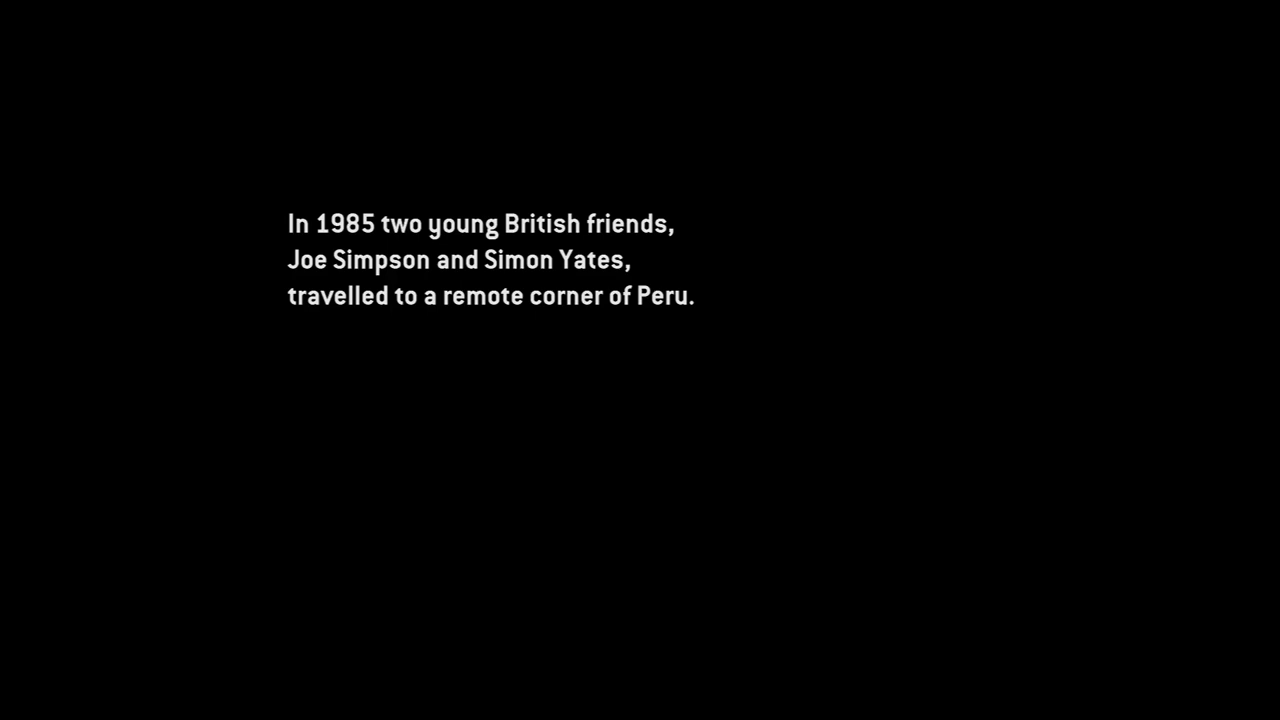 In 1985 two young British friends,
Joe Simpson and Simon Yates,
travelled to a remote corner of Peru.